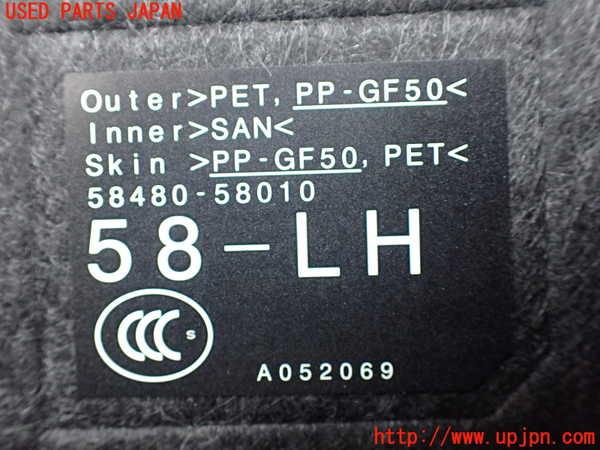 USED PARTS JAPAN
Outer>PET, PP-GF50<
Inner>SAN<
Skin >PP-GF50, PET<
58480-58010
58-LH
CCC S
A052069
http://www.upjpn.com/